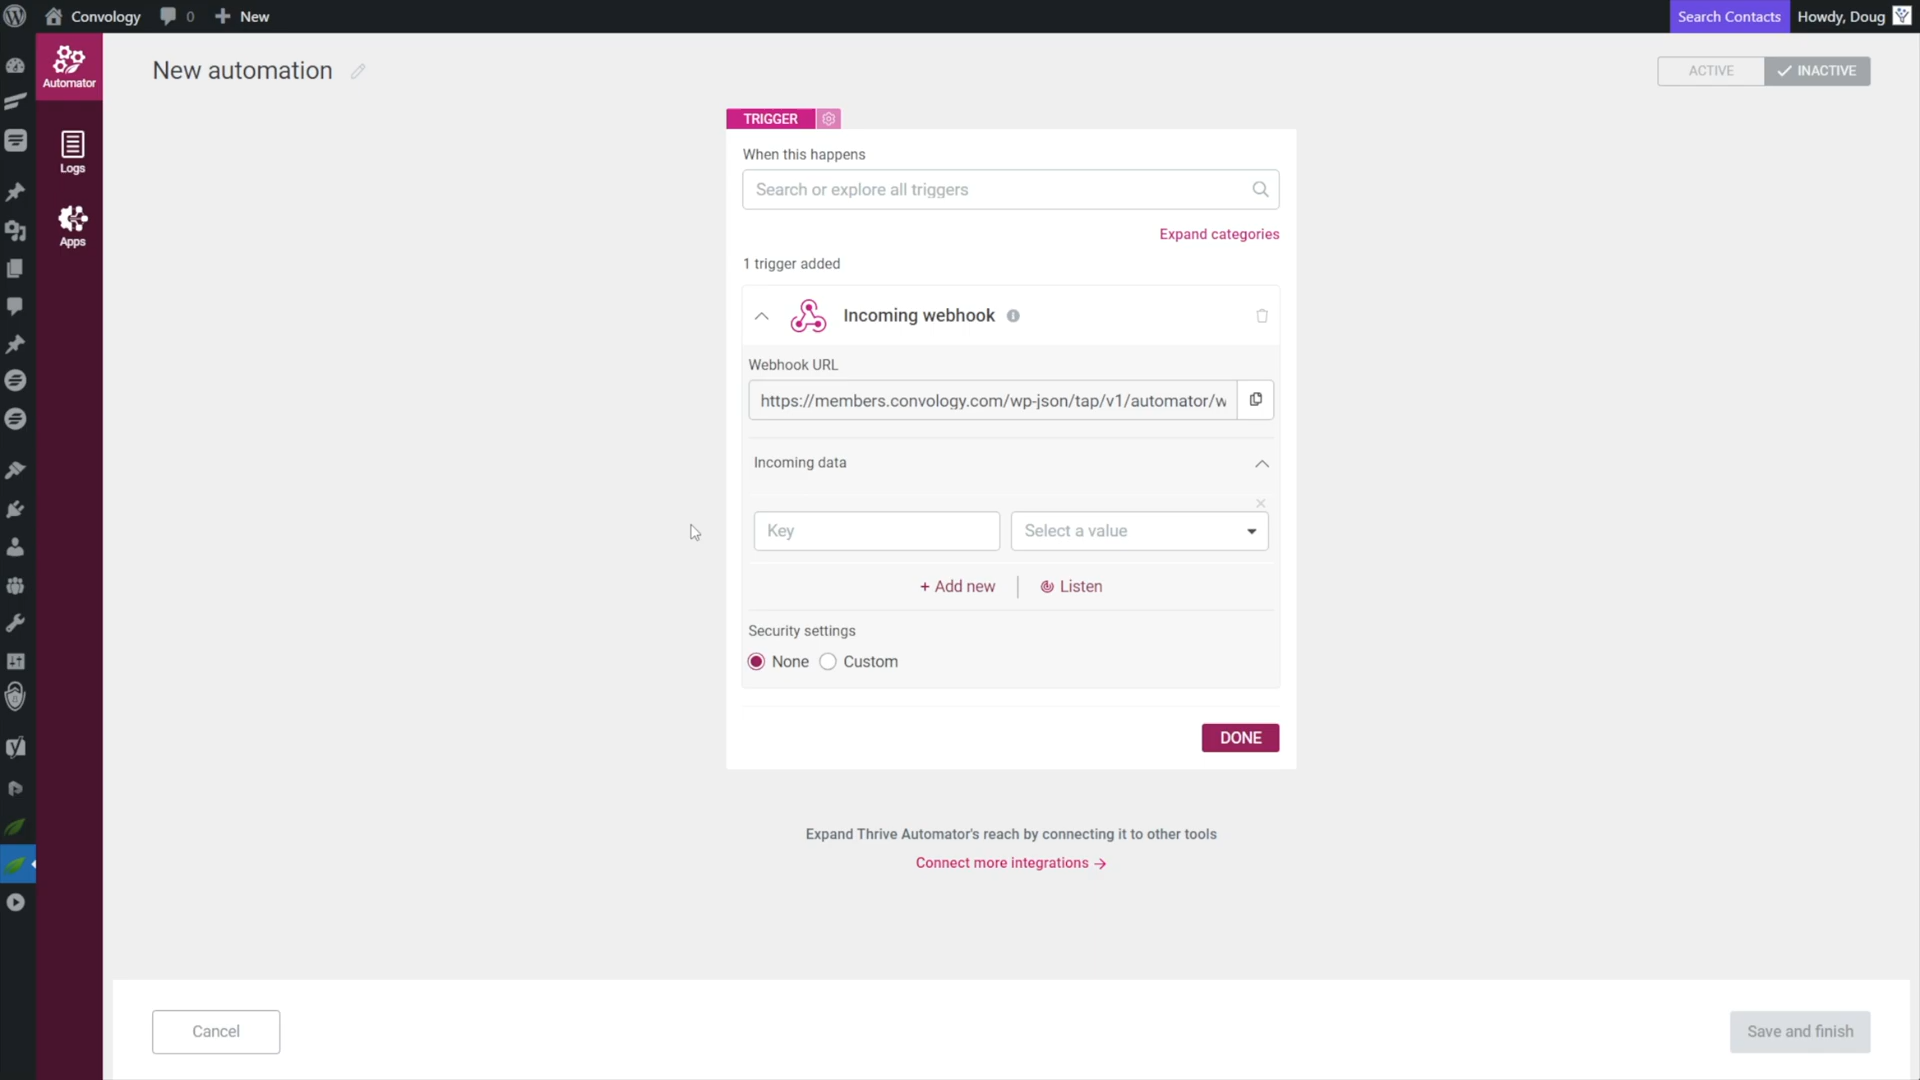 Convology
0
New
Search Contacts
Howdy, Doug
Automator
Logs
Apps
New automation
ACTIVE
INACTIVE
TRIGGER
When this happens
Search or explore all triggers
Expand categories
1 trigger added
Incoming webhook
Webhook URL
https://members.convology.com/wp-json/tap/v1/automator/w
Incoming data
Key
Select a value
+ Add new
Listen
Security settings
None
Custom
DONE
Expand Thrive Automator's reach by connecting it to other tools
Connect more integrations →
Cancel
Save and finish